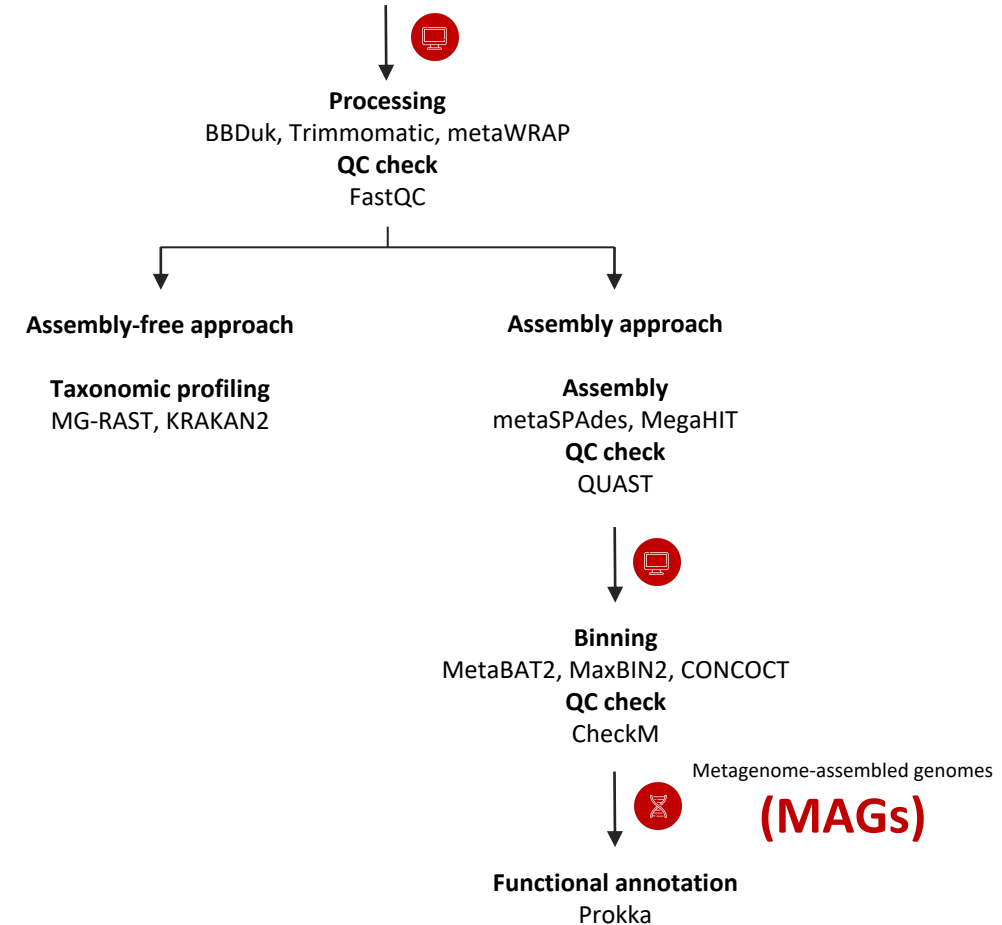 Processing
BBDuk, Trimmomatic, metaWRAP
QC check
FastQC
Assembly-free approach
Taxonomic profiling
MG-RAST, KRAKAN2
Assembly approach
Assembly
metaSPAdes, MegaHIT
QC check
QUAST
Binning
MetaBAT2, MaxBIN2, CONCOCT
QC check
CheckM
Metagenome-assembled genomes
(MAGs)
Functional annotation
Prokka